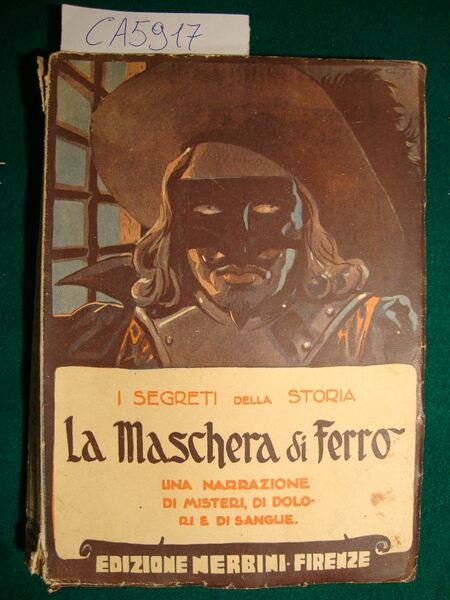 CA5917
I SEGRETI DELLA STORIA
La Maschera di Ferro
UNA NARRAZIONE
DI MISTERI, DI DOLO-
RI E DI SANGUE.
EDIZIONE NERBINI-FIRENZE